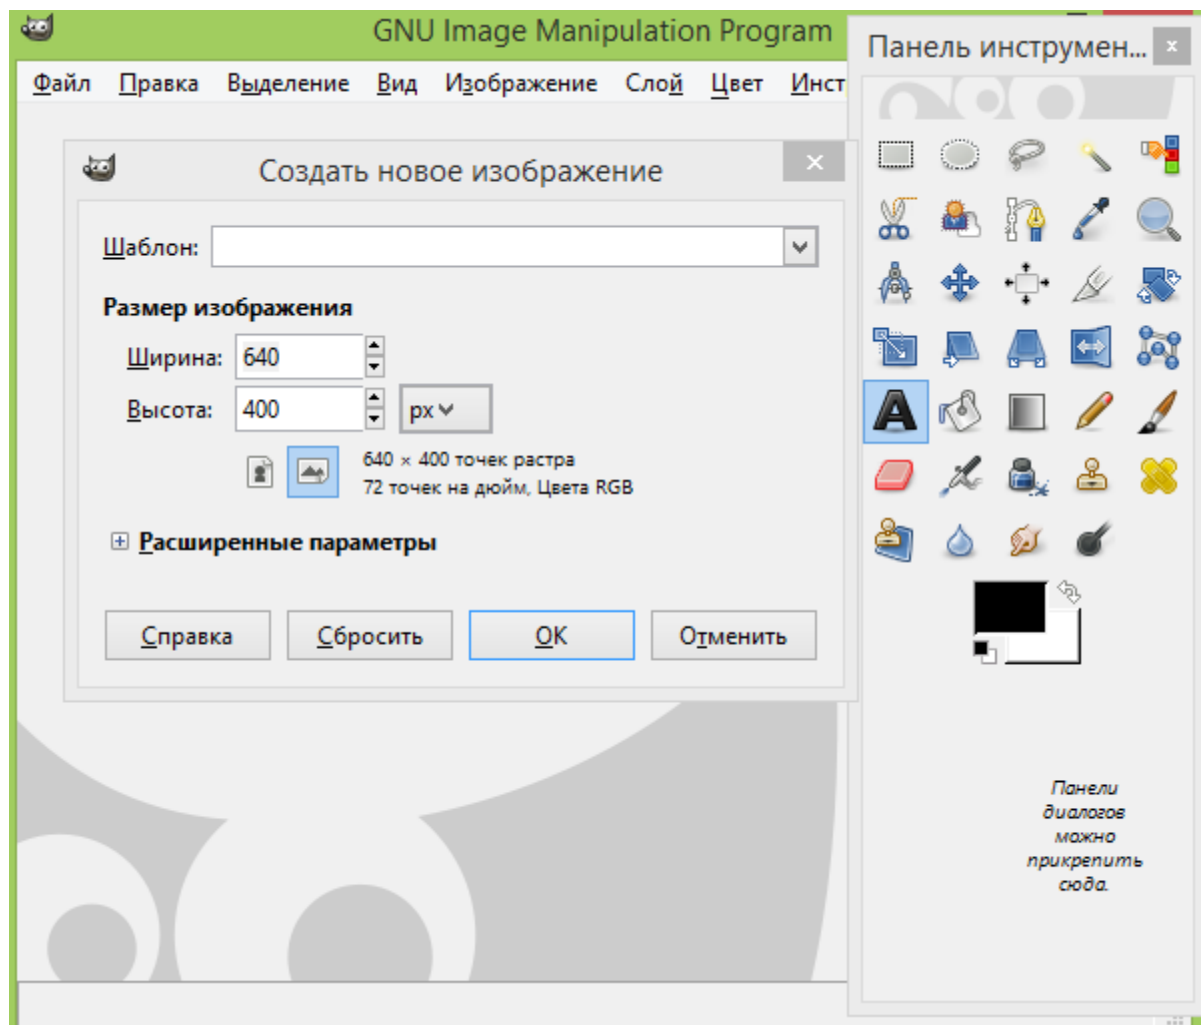 GNU Image Manipulation Program
Файл Правка Выделение Вид Изображение Слой Цвет Инст
Создать новое изображение
Шаблон:
Размер изображения
Ширина: 640
Высота: 400 px
640 × 400 точек растра
72 точек на дюйм, Цвета RGB
Расширенные параметры
Справка Сбросить ОК Отменить
Панель инструмен...
Панели
диалогов
можно
прикрепить
сюда.